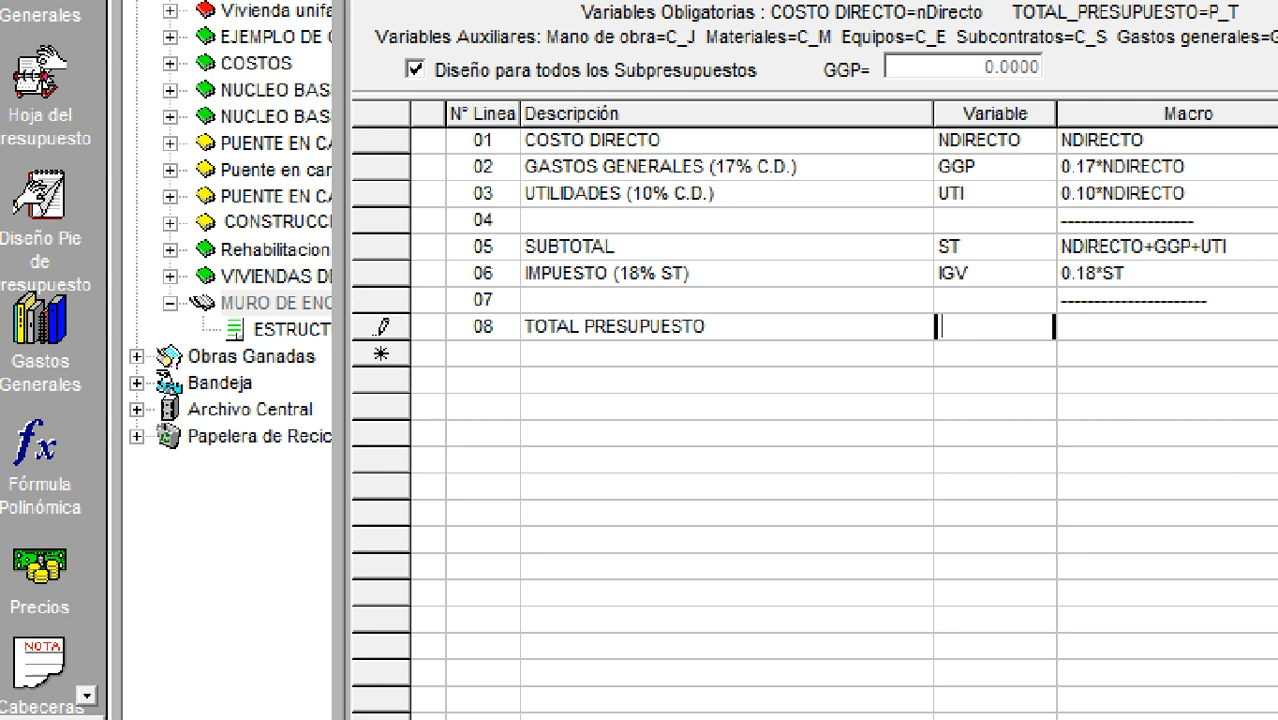 Generales
Hoja del
resupuesto
Diseño Pie
de
resupuesto
Gastos
Generales
fx
Fórmula
Polinómica
Precios
NOTA
Cabeceras
Vivienda unifa
EJEMPLO DE C
COSTOS
NUCLEO BAS
NUCLEO BAS
PUENTE EN CA
Puente en car
PUENTE EN CA
CONSTRUCCI
Rehabilitacion
VIVIENDAS DE
MURO DE ENC
ESTRUCT
Obras Ganadas
Bandeja
Archivo Central
Papelera de Recic
Variables Obligatorias : COSTO DIRECTO=nDirecto TOTAL_PRESUPUESTO=P_T
Variables Auxiliares: Mano de obra=C_J Materiales=C_M Equipos=C_E Subcontratos=C_S Gastos generales=G
Diseño para todos los Subpresupuestos GGP= 0.0000
N° Linea Descripción Variable Macro
01 COSTO DIRECTO NDIRECTO NDIRECTO
02 GASTOS GENERALES (17% C.D.) GGP 0.17*NDIRECTO
03 UTILIDADES (10% C.D.) UTI 0.10*NDIRECTO
04 ---------------------
05 SUBTOTAL ST NDIRECTO+GGP+UTI
06 IMPUESTO (18% ST) IGV 0.18*ST
07 -----------------------
08 TOTAL PRESUPUESTO